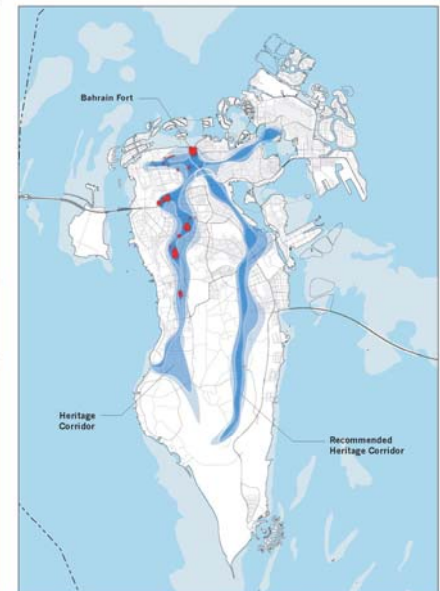 Bahrain Fort
Heritage
Corridor
Recommended
Heritage Corridor